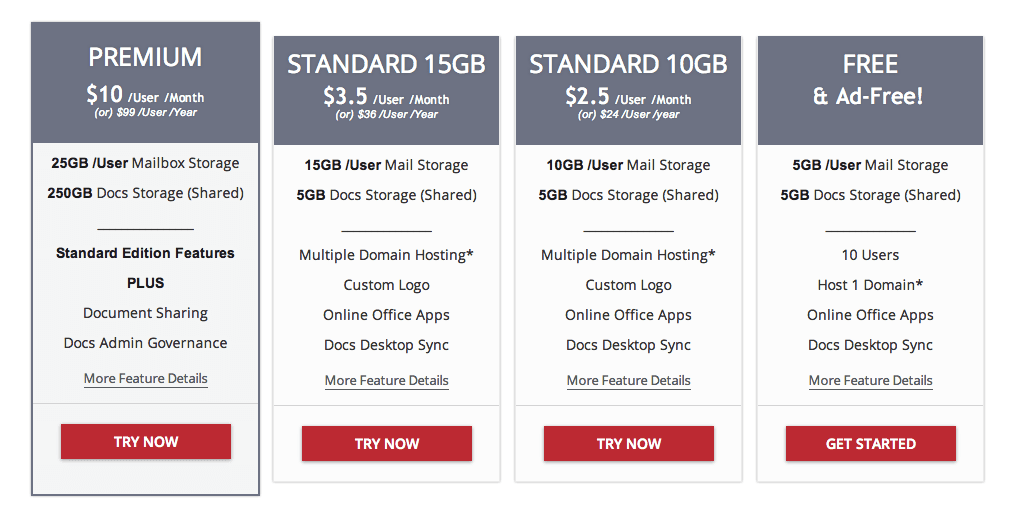 PREMIUM
$10 /User /Month
(or) $99 /User /Year
25GB /User Mailbox Storage
250GB Docs Storage (Shared)
Standard Edition Features
PLUS
Document Sharing
Docs Admin Governance
More Feature Details
TRY NOW
STANDARD 15GB
$3.5 /User /Month
(or) $36 /User /Year
15GB /User Mail Storage
5GB Docs Storage (Shared)
Multiple Domain Hosting*
Custom Logo
Online Office Apps
Docs Desktop Sync
More Feature Details
TRY NOW
STANDARD 10GB
$2.5 /User /Month
(or) $24 /User /year
10GB /User Mail Storage
5GB Docs Storage (Shared)
Multiple Domain Hosting*
Custom Logo
Online Office Apps
Docs Desktop Sync
More Feature Details
TRY NOW
FREE
& Ad-Free!
5GB /User Mail Storage
5GB Docs Storage (Shared)
10 Users
Host 1 Domain*
Online Office Apps
Docs Desktop Sync
More Feature Details
GET STARTED